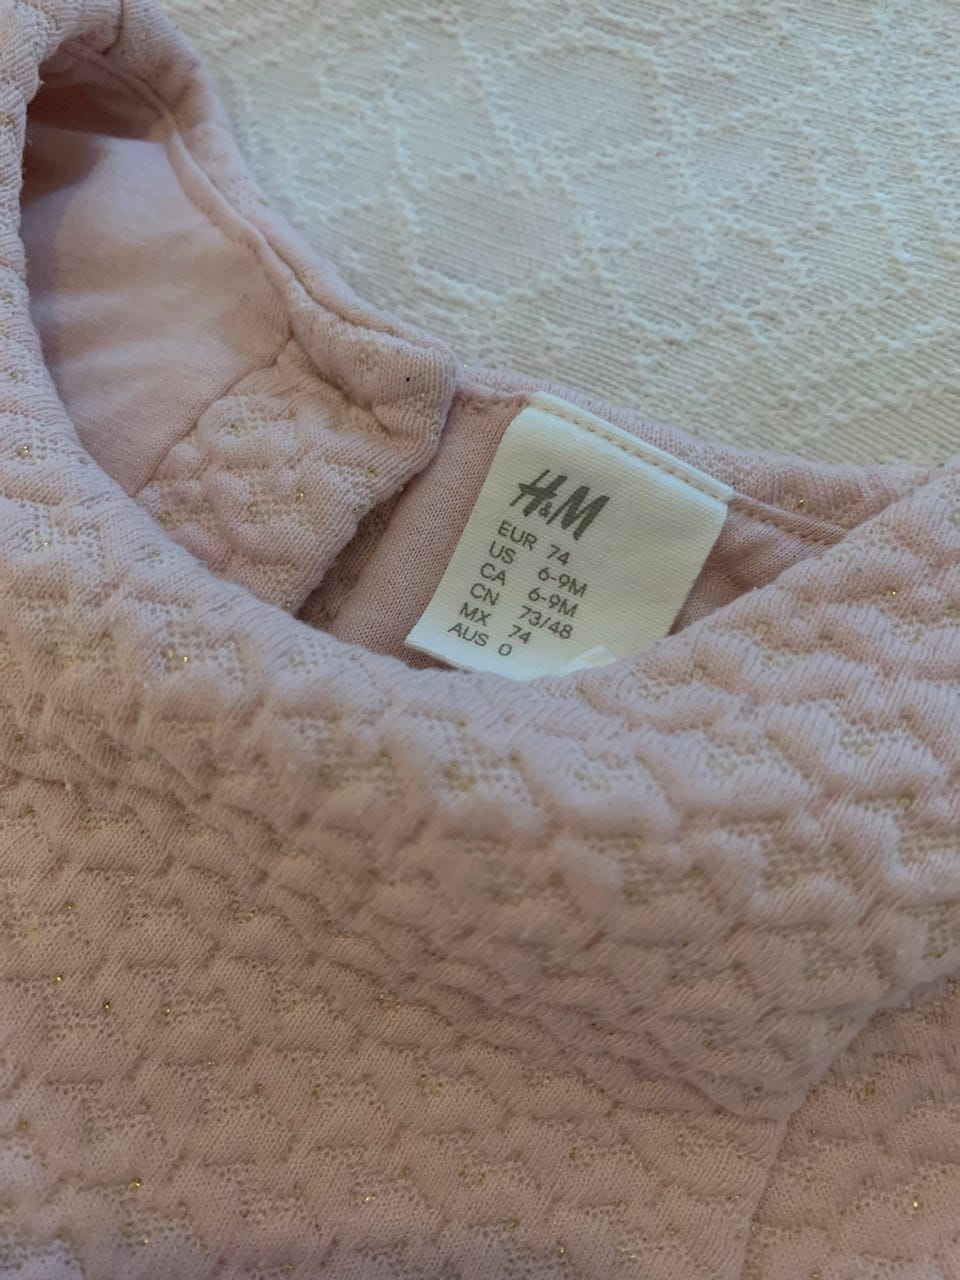 H&M
EUR 74
US 6-9M
CA 6-9M
CN 73/48
MX 74
AUS 0